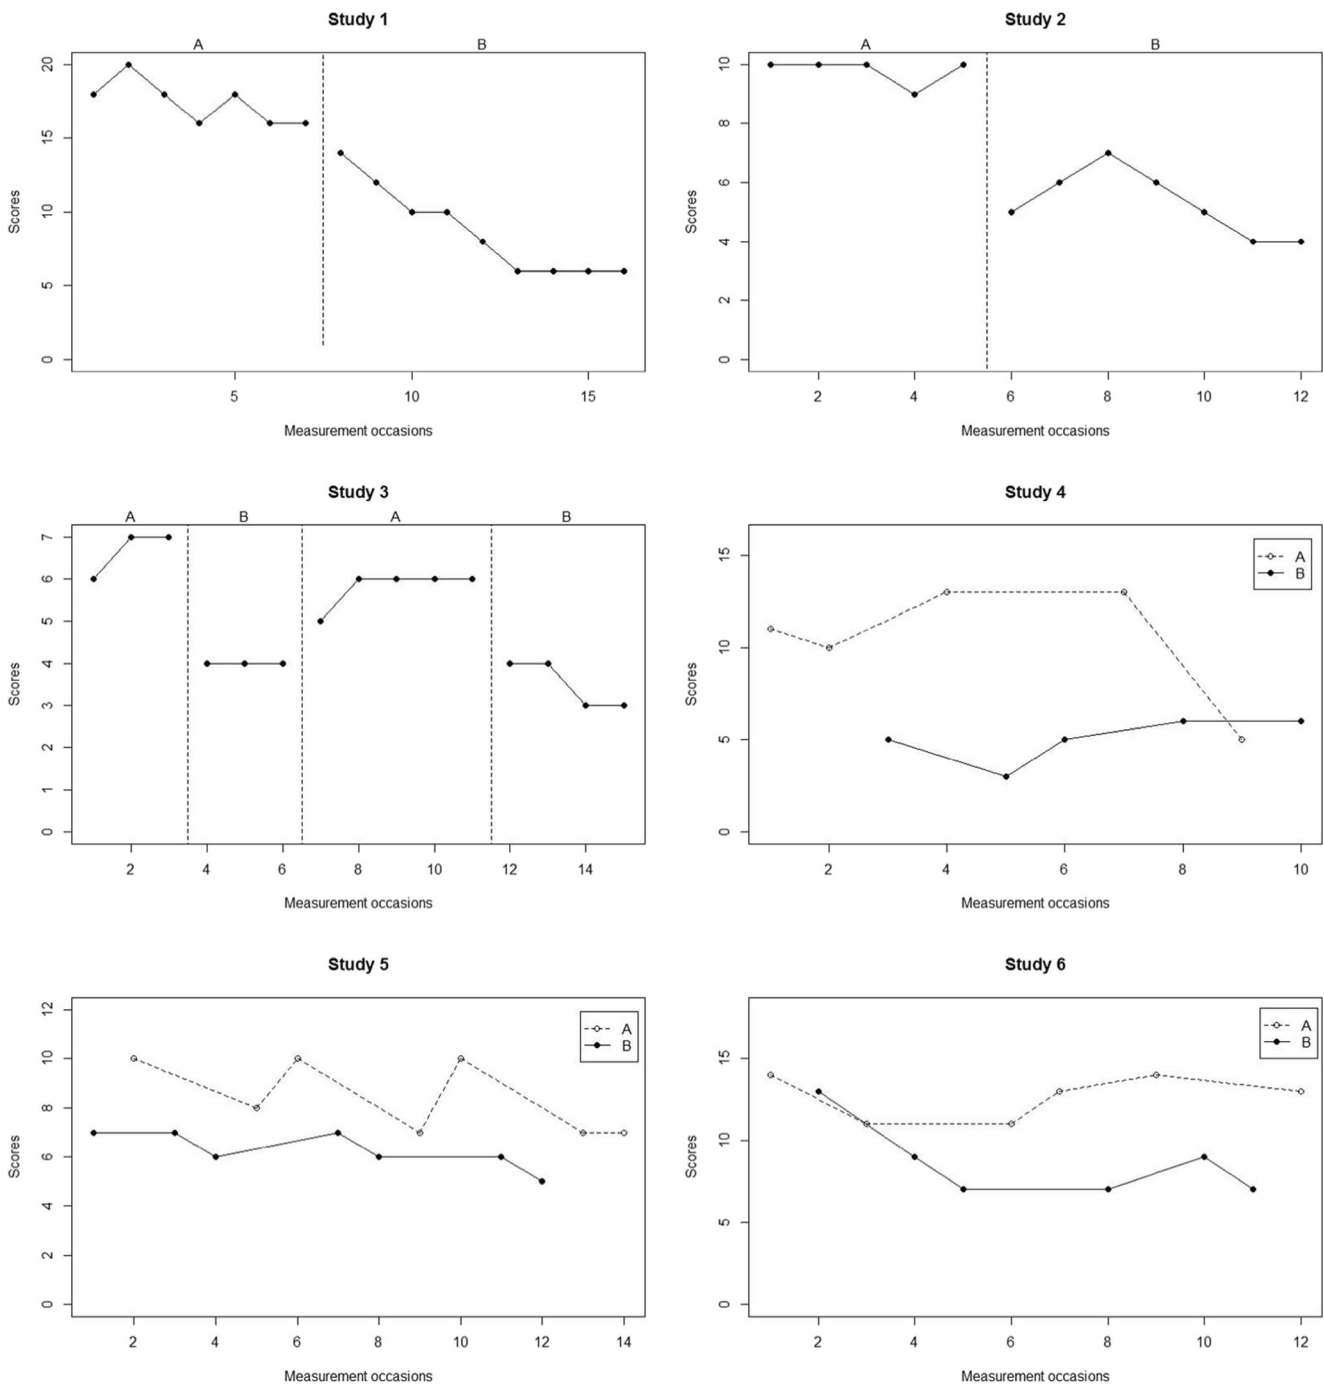 Study 1
A B
20
15
10
5
0
Scores
5 10 15
Measurement occasions
Study 2
A B
10
8
6
4
2
0
Scores
2 4 6 8 10 12
Measurement occasions
Study 3
A B A B
7
6
5
4
3
2
1
0
Scores
2 4 6 8 10 12 14
Measurement occasions
Study 4
A
B
15
10
5
0
Scores
2 4 6 8 10
Measurement occasions
Study 5
A
B
12
10
8
6
4
2
0
Scores
2 4 6 8 10 12 14
Measurement occasions
Study 6
A
B
15
10
5
0
Scores
2 4 6 8 10 12
Measurement occasions